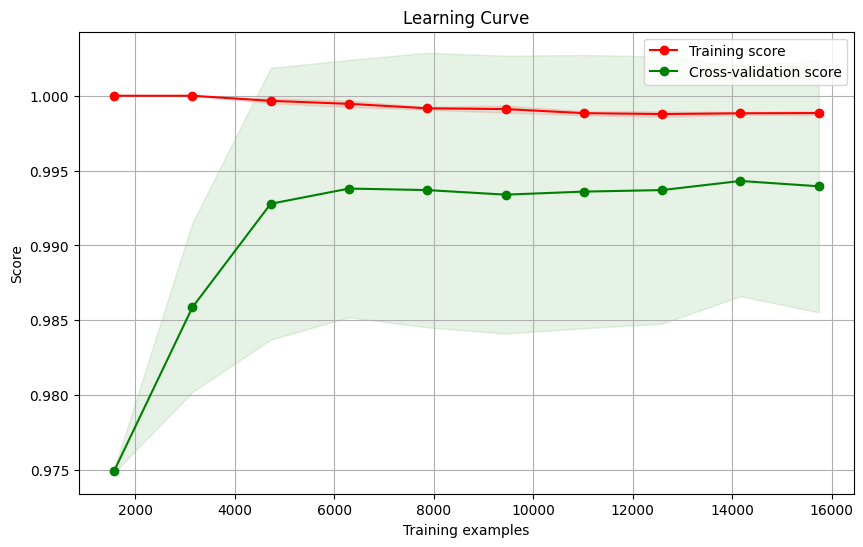 Learning Curve
Training score
Cross-validation score
1.000
0.995
0.990
0.985
0.980
0.975
Score
2000 4000 6000 8000 10000 12000 14000 16000
Training examples